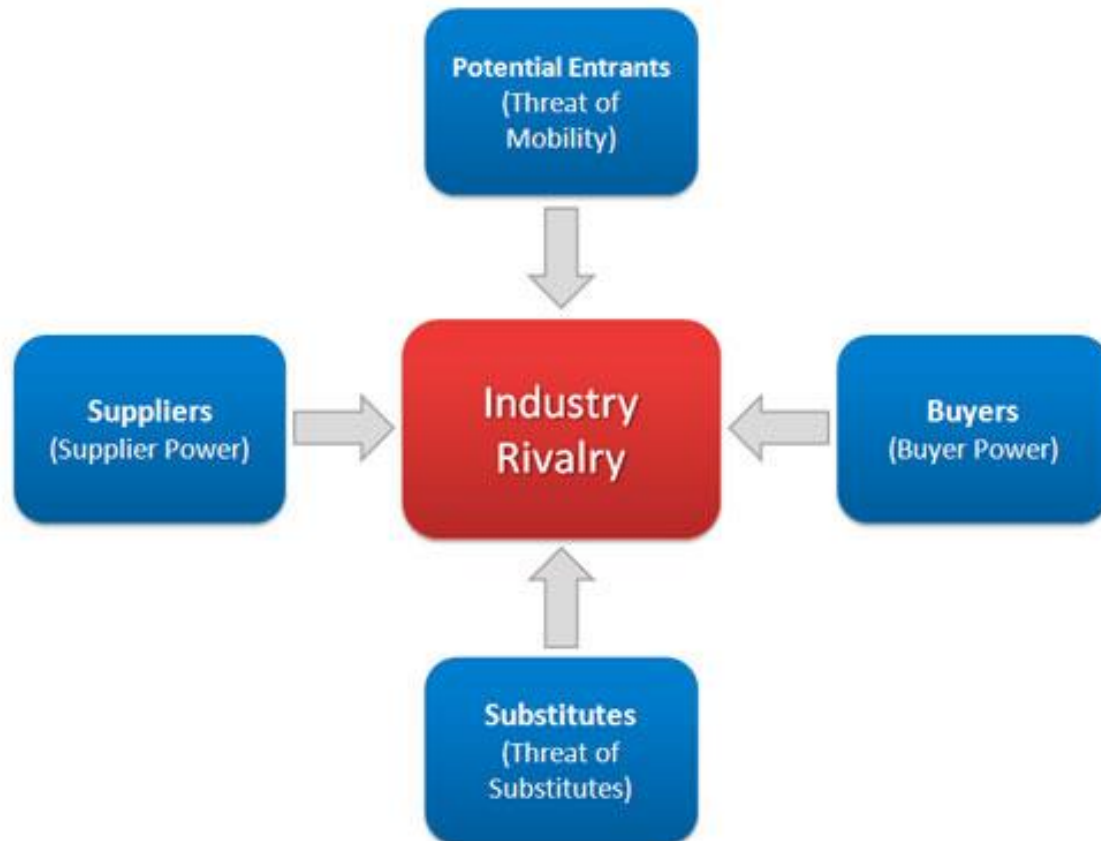 Potential Entrants
(Threat of
Mobility)
Suppliers
(Supplier Power)
Industry
Rivalry
Buyers
(Buyer Power)
Substitutes
(Threat of
Substitutes)